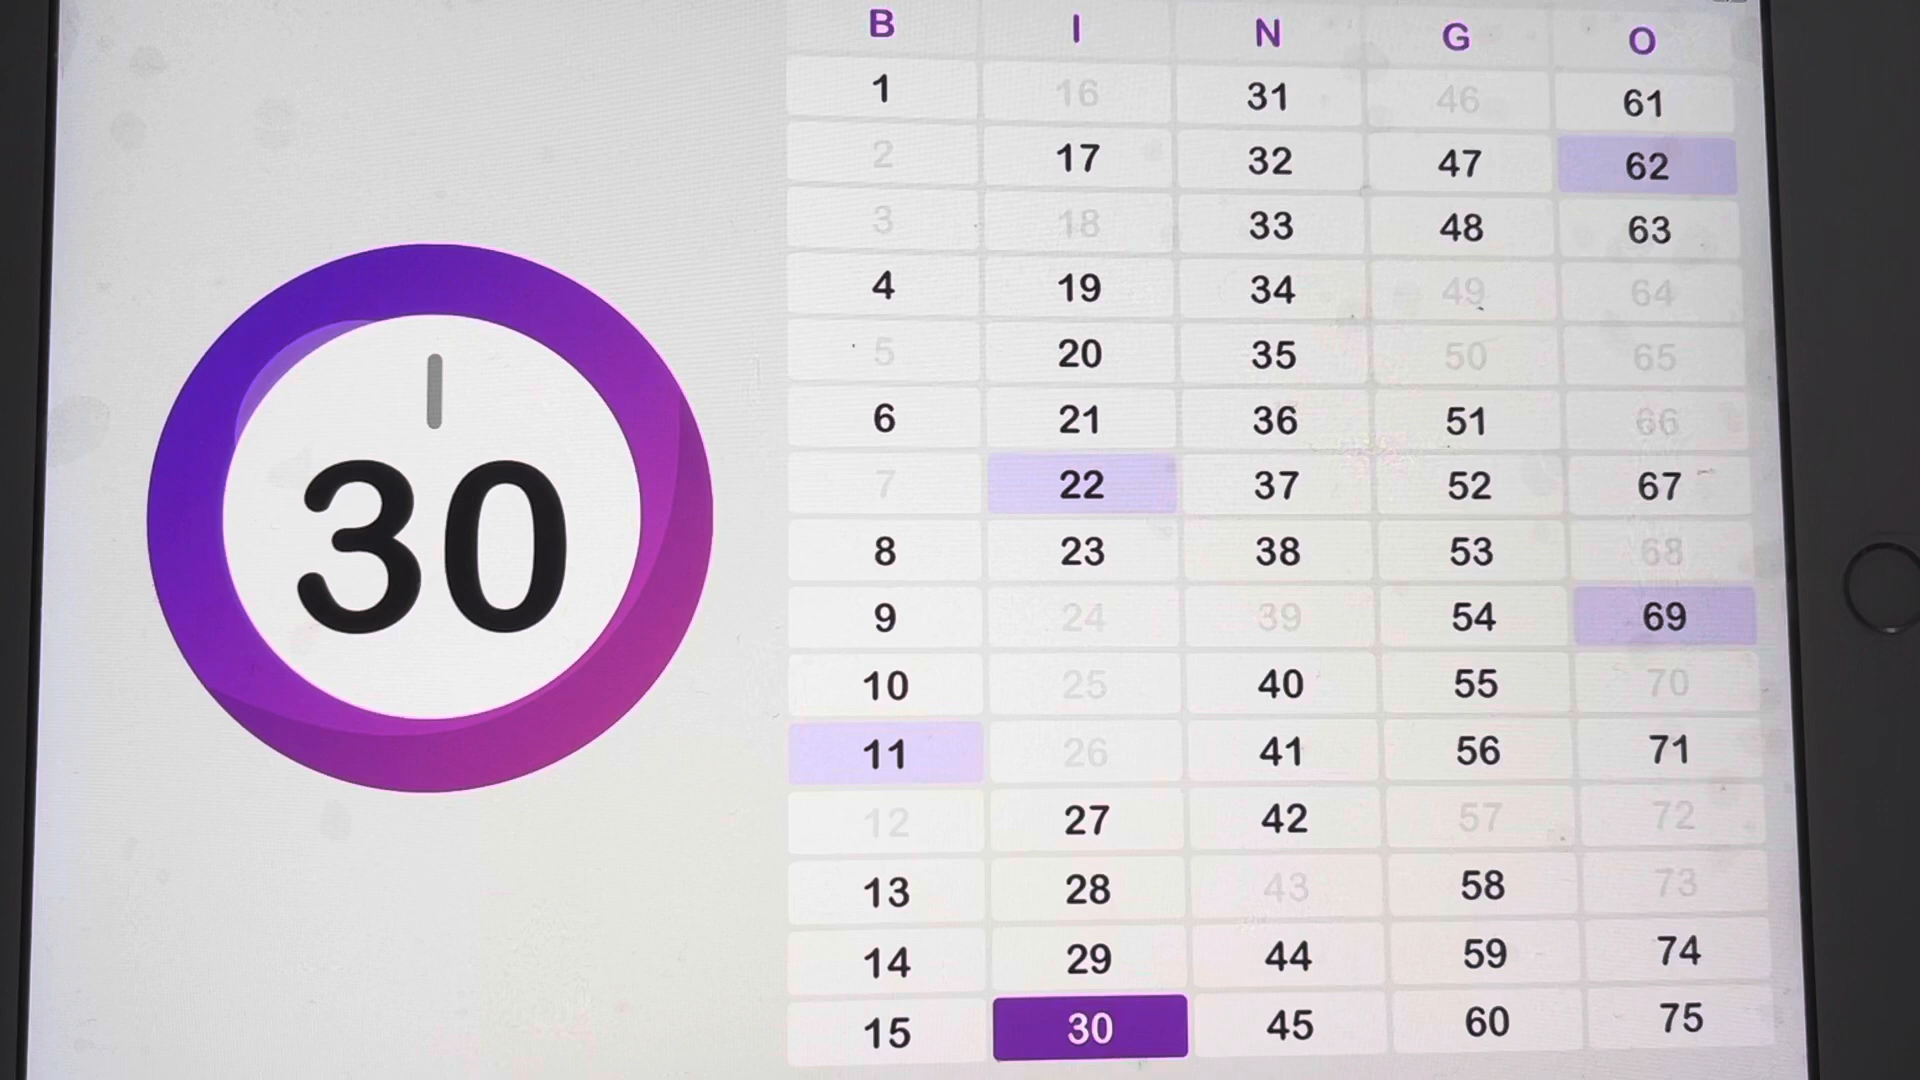 I
30
B I N G O
1 16 31 46 61
2 17 32 47 62
3 18 33 48 63
4 19 34 49 64
5 20 35 50 65
6 21 36 51 66
7 22 37 52 67
8 23 38 53 68
9 24 39 54 69
10 25 40 55 70
11 26 41 56 71
12 27 42 57 72
13 28 43 58 73
14 29 44 59 74
15 30 45 60 75